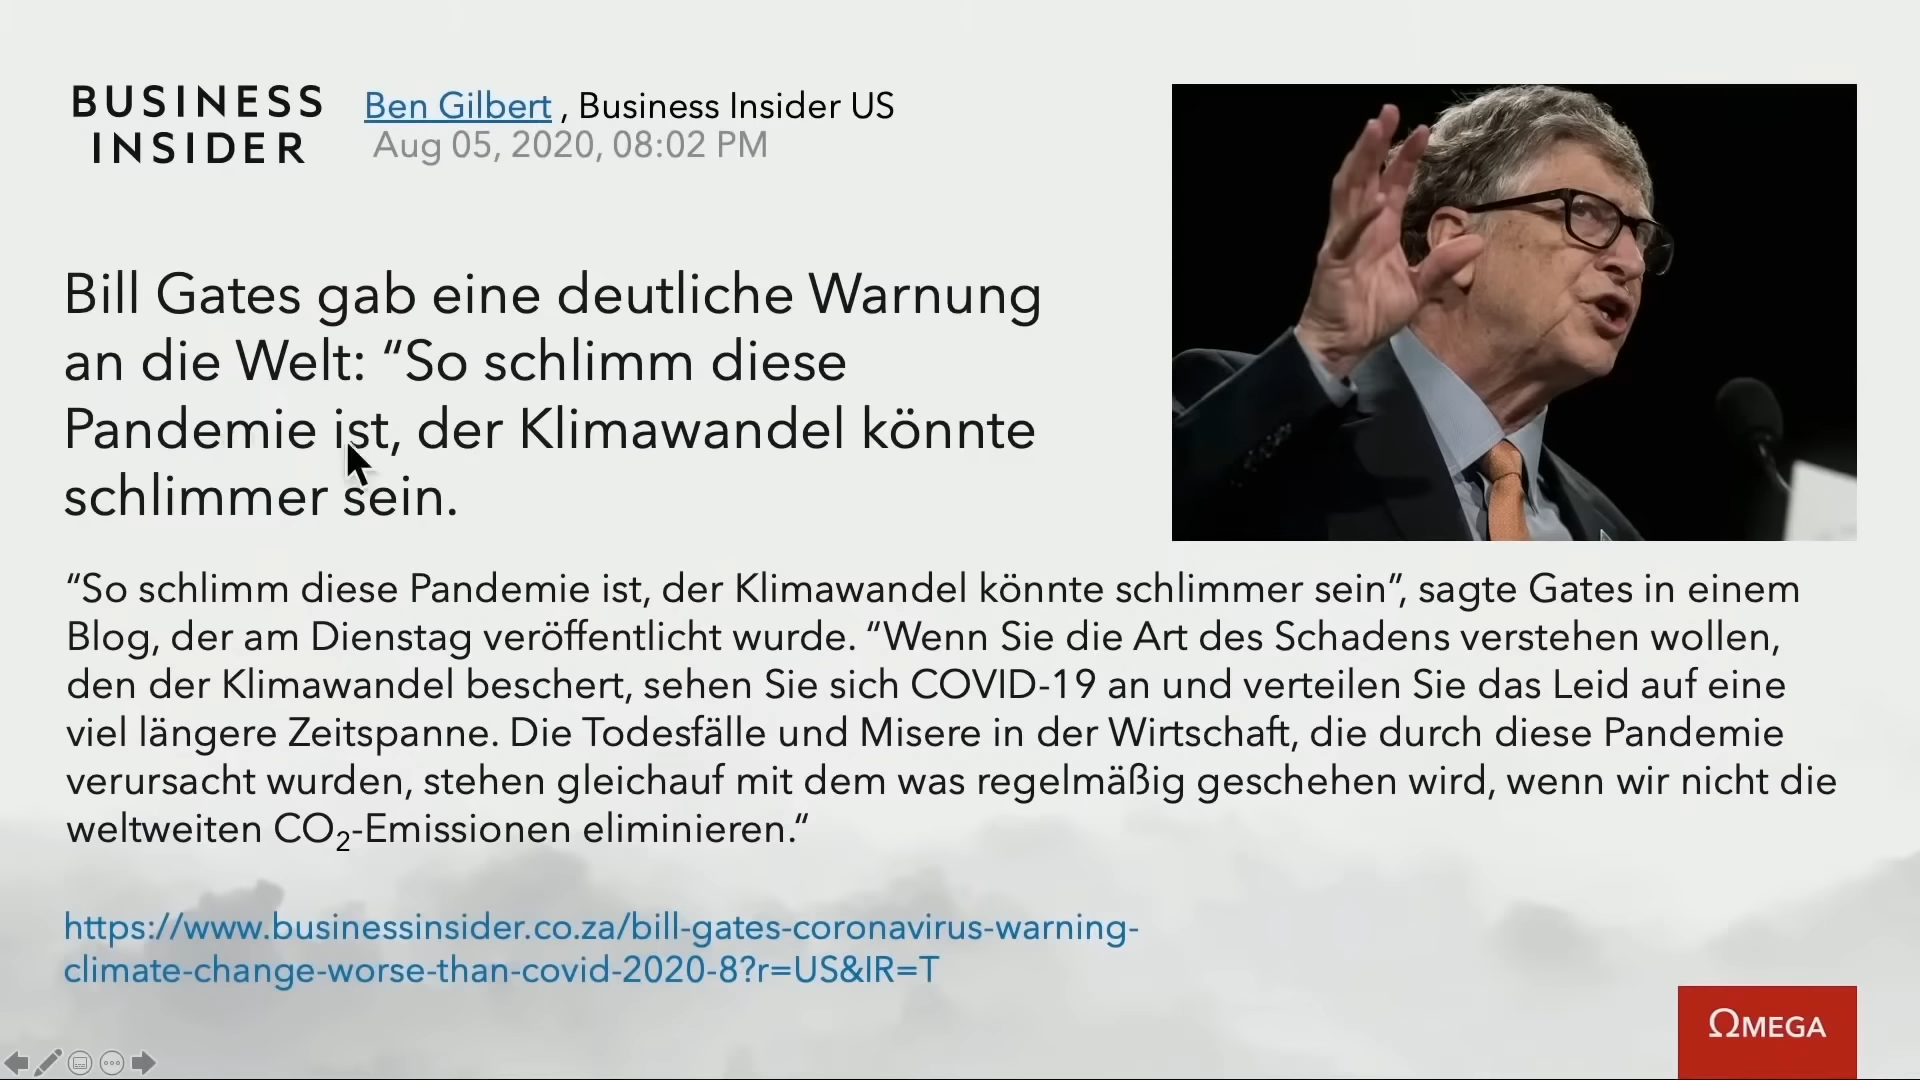 BUSINESS
INSIDER
Ben Gilbert , Business Insider US
Aug 05, 2020, 08:02 PM
Bill Gates gab eine deutliche Warnung
an die Welt: “So schlimm diese
Pandemie ist, der Klimawandel könnte
schlimmer sein.
“So schlimm diese Pandemie ist, der Klimawandel könnte schlimmer sein”, sagte Gates in einem
Blog, der am Dienstag veröffentlicht wurde. “Wenn Sie die Art des Schadens verstehen wollen,
den der Klimawandel beschert, sehen Sie sich COVID-19 an und verteilen Sie das Leid auf eine
viel längere Zeitspanne. Die Todesfälle und Misere in der Wirtschaft, die durch diese Pandemie
verursacht wurden, stehen gleichauf mit dem was regelmäßig geschehen wird, wenn wir nicht die
weltweiten CO₂-Emissionen eliminieren.“
https://www.businessinsider.co.za/bill-gates-coronavirus-warning-
climate-change-worse-than-covid-2020-8?r=US&IR=T
ΩMEGA